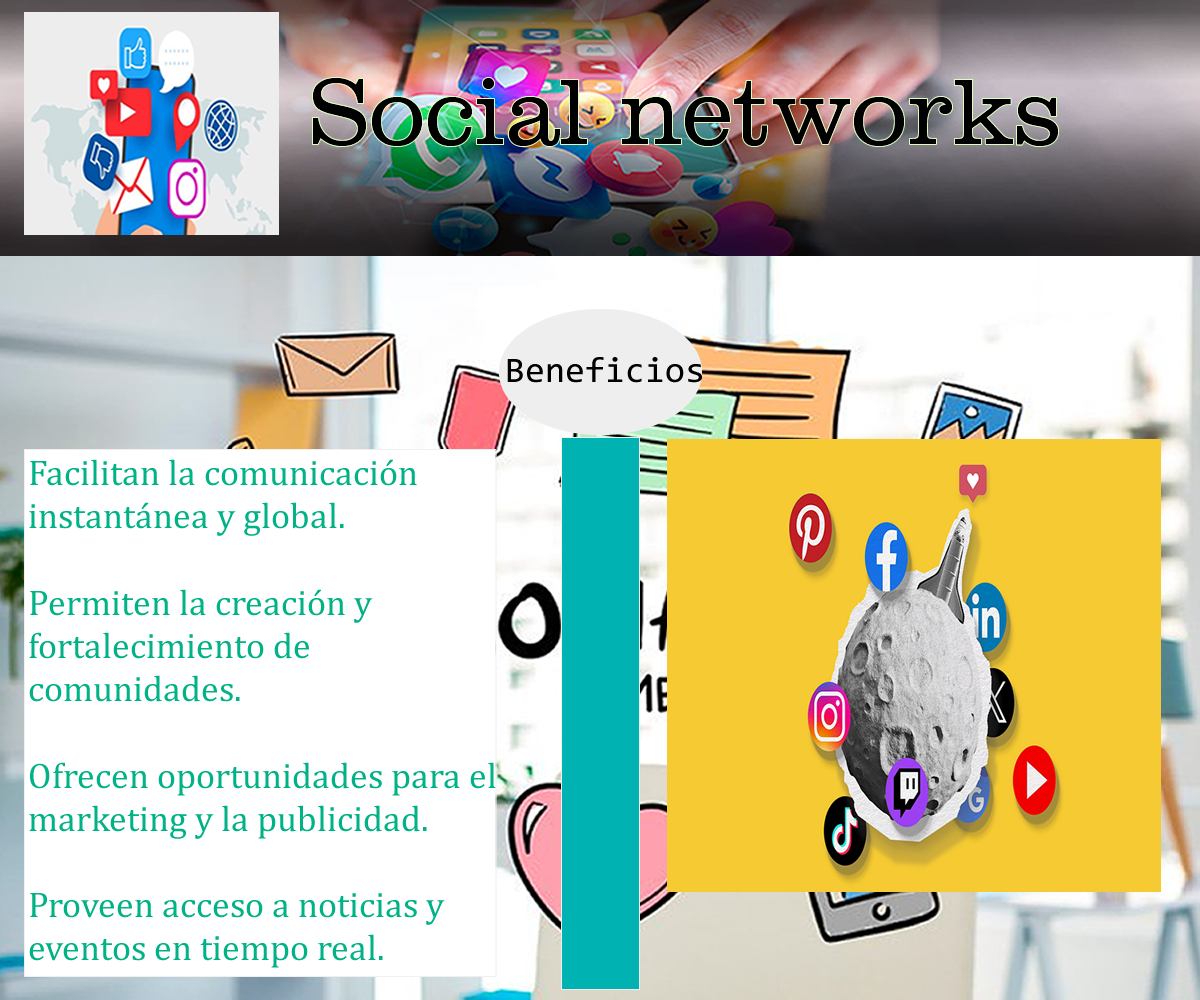 Social networks
Beneficios
Facilitan la comunicación
instantánea y global.
Permiten la creación y
fortalecimiento de
comunidades.
Ofrecen oportunidades para el
marketing y la publicidad.
Proveen acceso a noticias y
eventos en tiempo real.
in